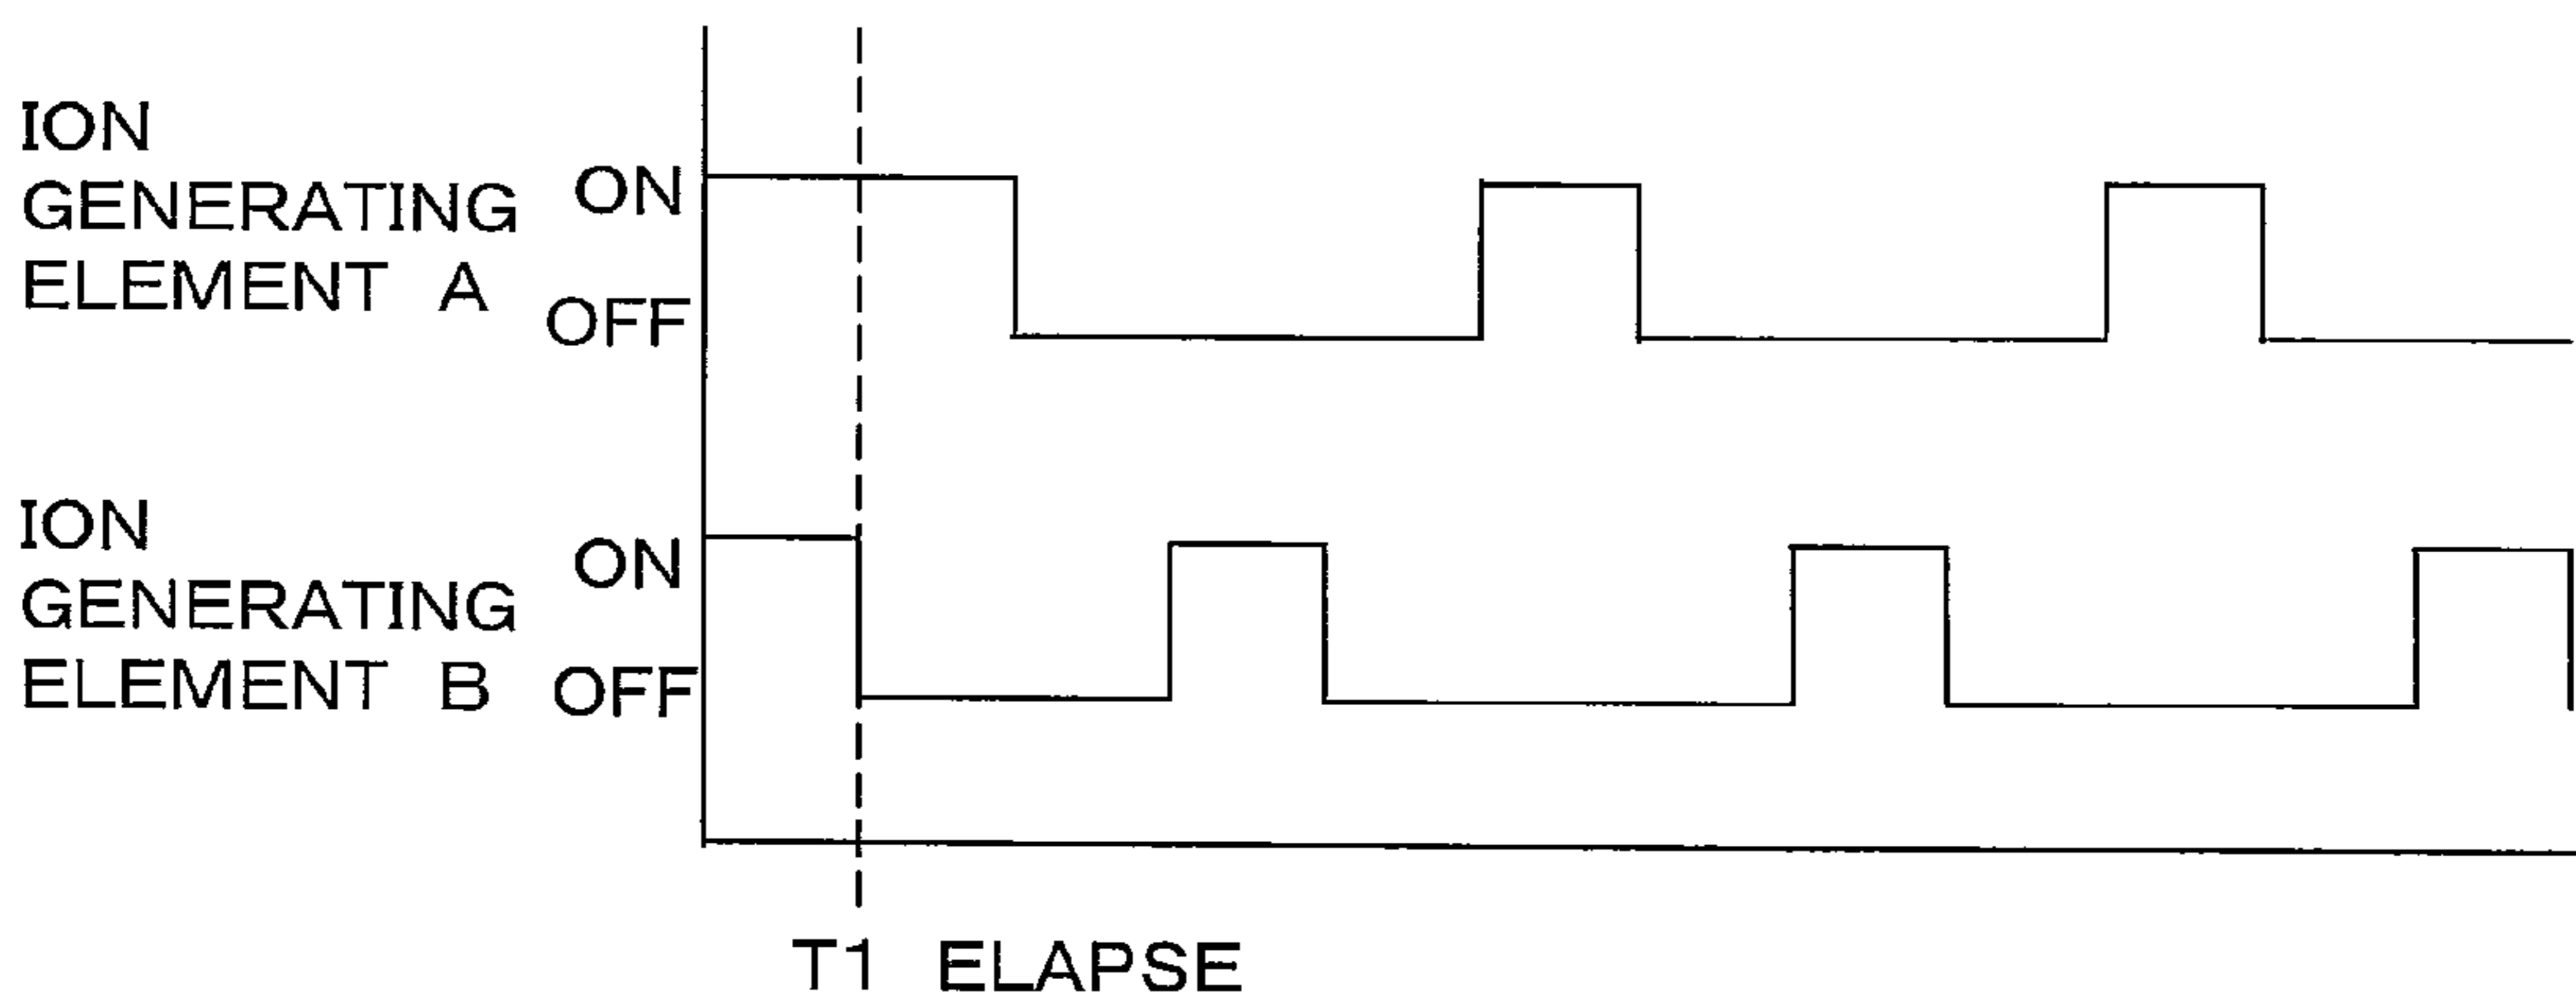 ION
GENERATING
ELEMENT A
ON
OFF
ION
GENERATING
ELEMENT B
ON
OFF
T1 ELAPSE